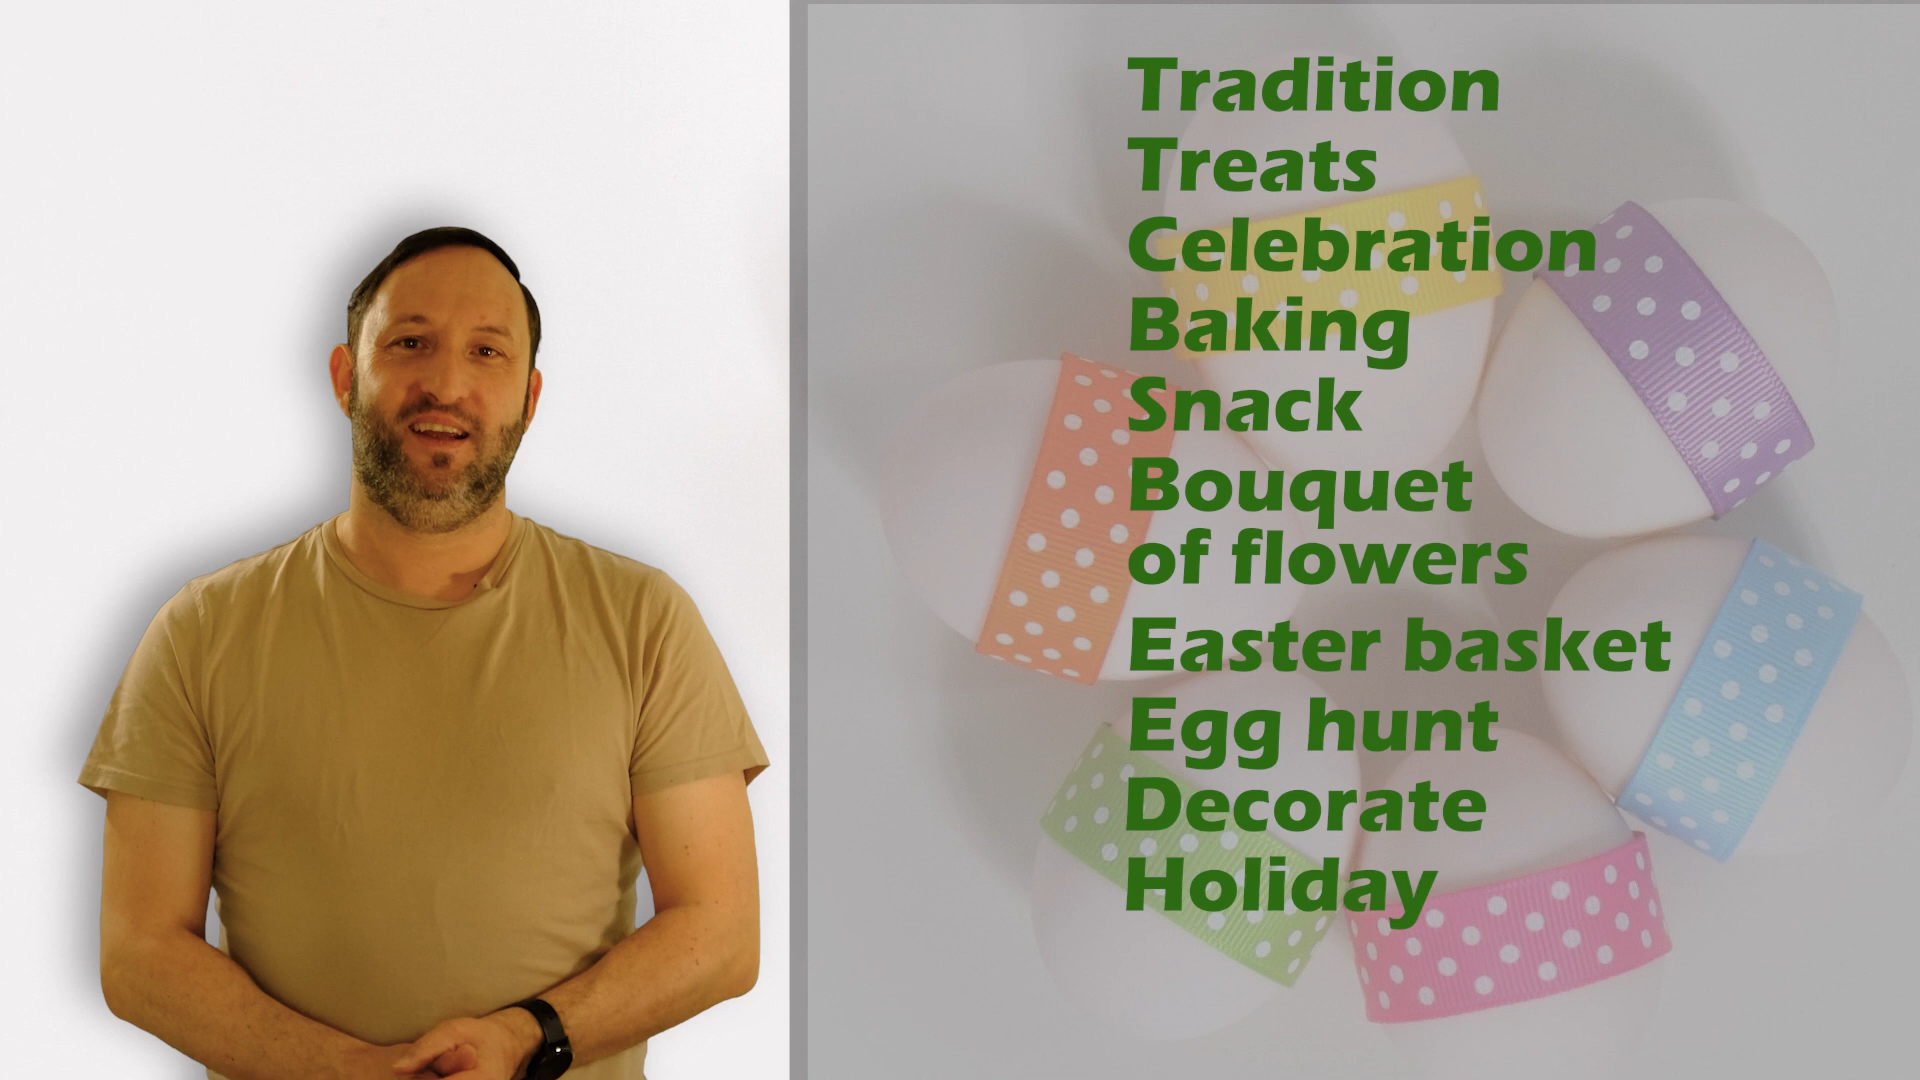 Tradition
Treats
Celebration
Baking
Snack
Bouquet
of flowers
Easter basket
Egg hunt
Decorate
Holiday